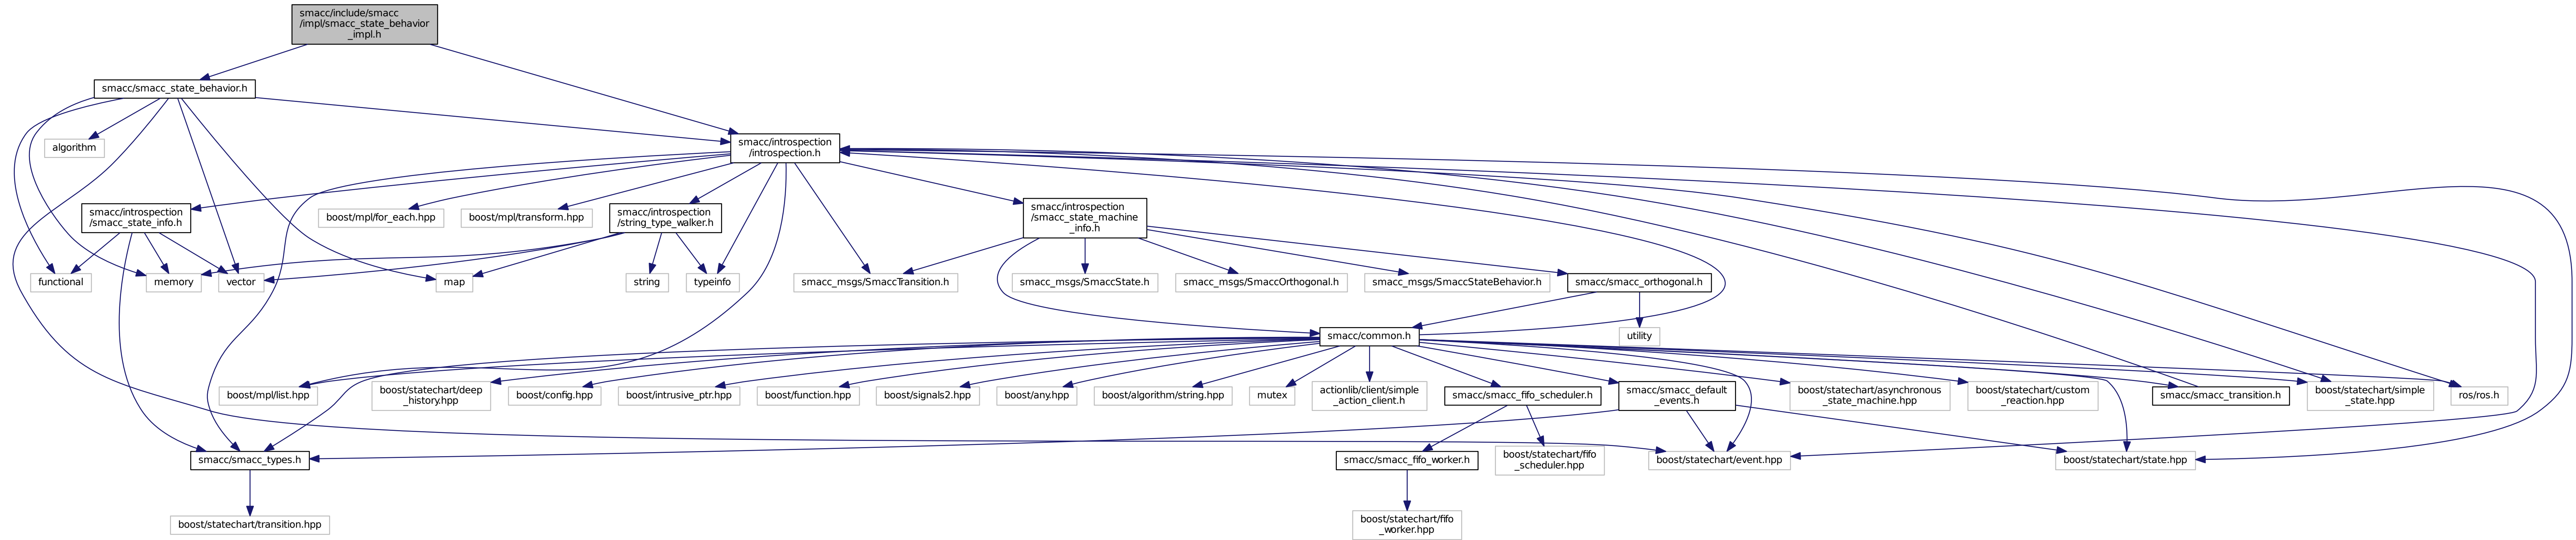 smacc/include/smacc
/impl/smacc_state_behavior
_impl.h
smacc/smacc_state_behavior.h
algorithm
smacc/introspection
/introspection.h
smacc/introspection
/smacc_state_info.h
boost/mpl/for_each.hpp
boost/mpl/transform.hpp
smacc/introspection
/string_type_walker.h
smacc/introspection
/smacc_state_machine
_info.h
functional
memory
vector
map
string
typeinfo
smacc_msgs/SmaccTransition.h
smacc_msgs/SmaccState.h
smacc_msgs/SmaccOrthogonal.h
smacc_msgs/SmaccStateBehavior.h
smacc/smacc_orthogonal.h
smacc/common.h
utility
boost/mpl/list.hpp
boost/statechart/deep
_history.hpp
boost/config.hpp
boost/intrusive_ptr.hpp
boost/function.hpp
boost/signals2.hpp
boost/any.hpp
boost/algorithm/string.hpp
mutex
actionlib/client/simple
_action_client.h
smacc/smacc_fifo_scheduler.h
smacc/smacc_default
_events.h
boost/statechart/asynchronous
_state_machine.hpp
boost/statechart/custom
_reaction.hpp
smacc/smacc_transition.h
boost/statechart/simple
_state.hpp
ros/ros.h
smacc/smacc_types.h
smacc/smacc_fifo_worker.h
boost/statechart/fifo
_scheduler.hpp
boost/statechart/event.hpp
boost/statechart/state.hpp
boost/statechart/transition.hpp
boost/statechart/fifo
_worker.hpp